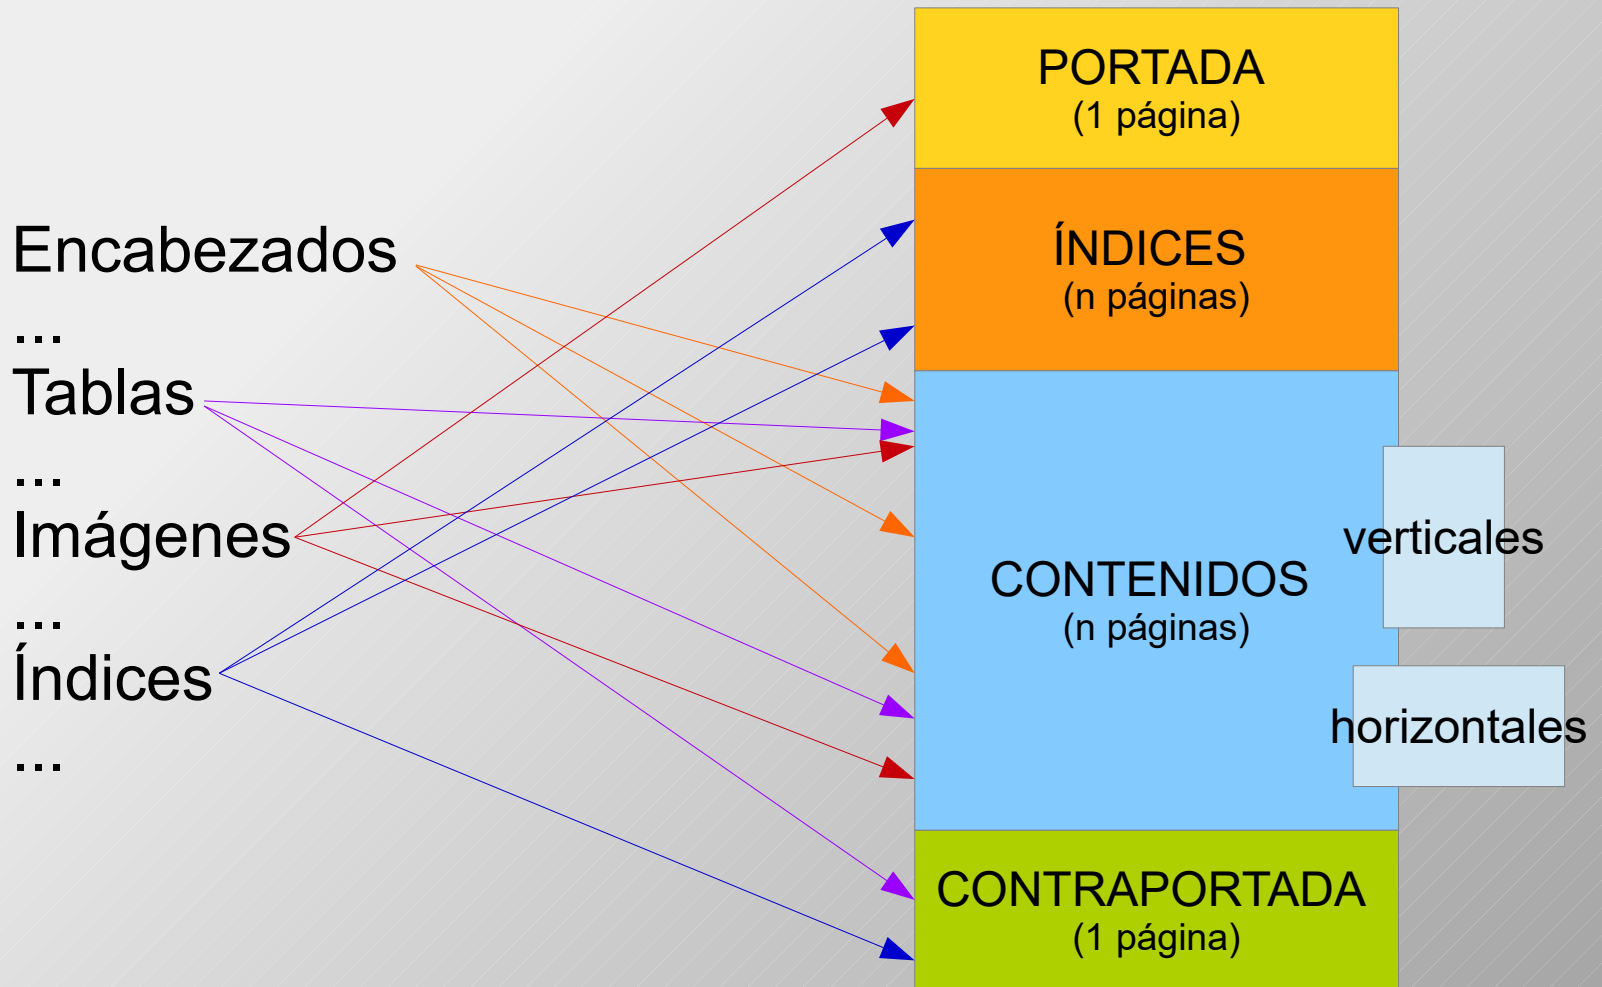 Encabezados
...
Tablas
...
Imágenes
...
Índices
...
PORTADA
(1 página)
ÍNDICES
(n páginas)
CONTENIDOS
(n páginas)
verticales
horizontales
CONTRAPORTADA
(1 página)